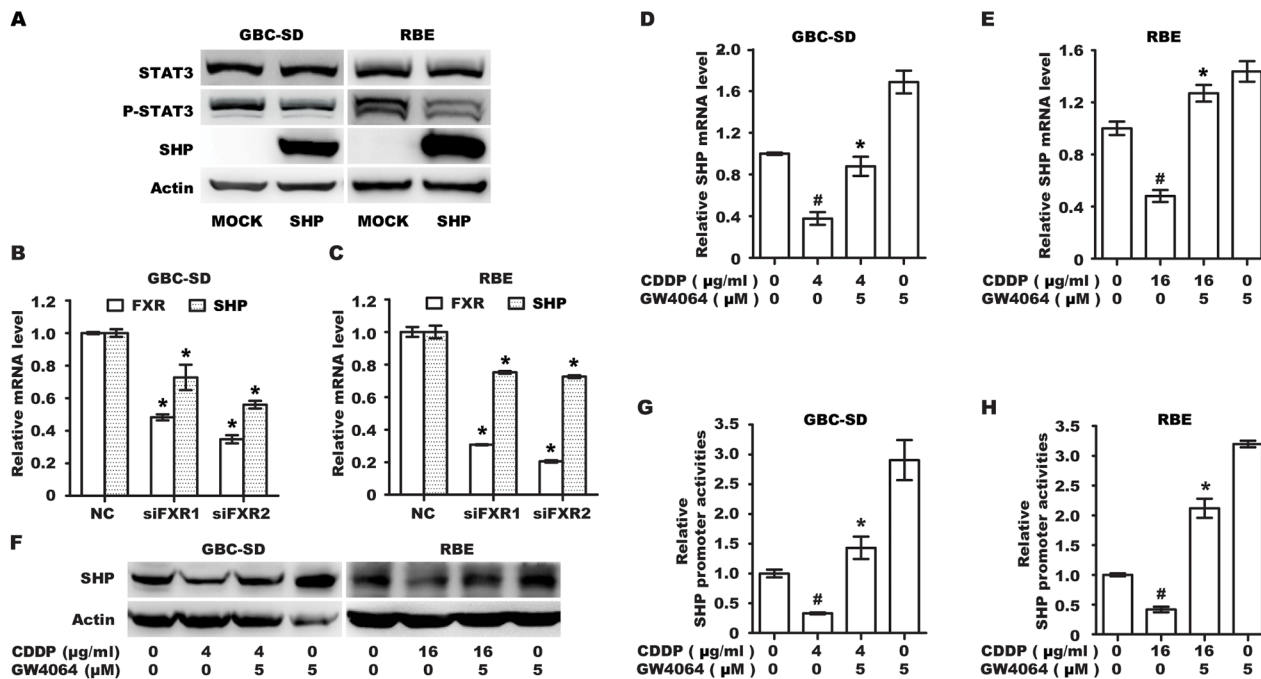 A
GBC-SD RBE
STAT3
P-STAT3
SHP
Actin
MOCK SHP MOCK SHP
B
GBC-SD
FXR SHP
Relative mRNA level
1.2
1.0
0.8
0.6
0.4
0.2
0
* * * *
NC siFXR1 siFXR2
C
RBE
FXR SHP
Relative mRNA level
1.2
1.0
0.8
0.6
0.4
0.2
0
* * * *
NC siFXR1 siFXR2
D
GBC-SD
Relative SHP mRNA level
2.0
1.6
1.2
0.8
0.4
0
# *
CDDP ( μg/ml ) 0 4 4 0
GW4064 ( μM ) 0 0 5 5
E
RBE
Relative SHP mRNA level
1.6
1.2
0.8
0.4
0
# *
CDDP ( μg/ml ) 0 16 16 0
GW4064 ( μM ) 0 0 5 5
F
GBC-SD RBE
SHP
Actin
CDDP (μg/ml) 0 4 4 0 0 16 16 0
GW4064 (μM) 0 0 5 5 0 0 5 5
G
GBC-SD
Relative
SHP promoter activities
3.5
3.0
2.5
2.0
1.5
1.0
0.5
0
# *
CDDP ( μg/ml ) 0 4 4 0
GW4064 ( μM ) 0 0 5 5
H
RBE
Relative
SHP promoter activities
3.5
3.0
2.5
2.0
1.5
1.0
0.5
0
# *
CDDP ( μg/ml ) 0 16 16 0
GW4064 ( μM ) 0 0 5 5